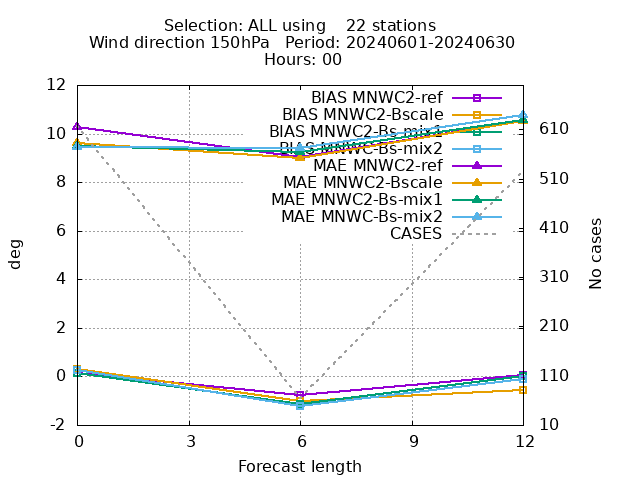 Selection: ALL using    22 stations
Wind direction 150hPa   Period: 20240601-20240630
Hours: 00
BIAS MNWC2-ref
BIAS MNWC2-Bscale
BIAS MNWC2-Bs-mix1
BIAS MNWC-Bs-mix2
MAE MNWC2-ref
MAE MNWC2-Bscale
MAE MNWC2-Bs-mix1
MAE MNWC-Bs-mix2
CASES
12
10
8
6
4
2
0
-2
deg
610
510
410
310
210
110
10
No cases
0 3 6 9 12
Forecast length